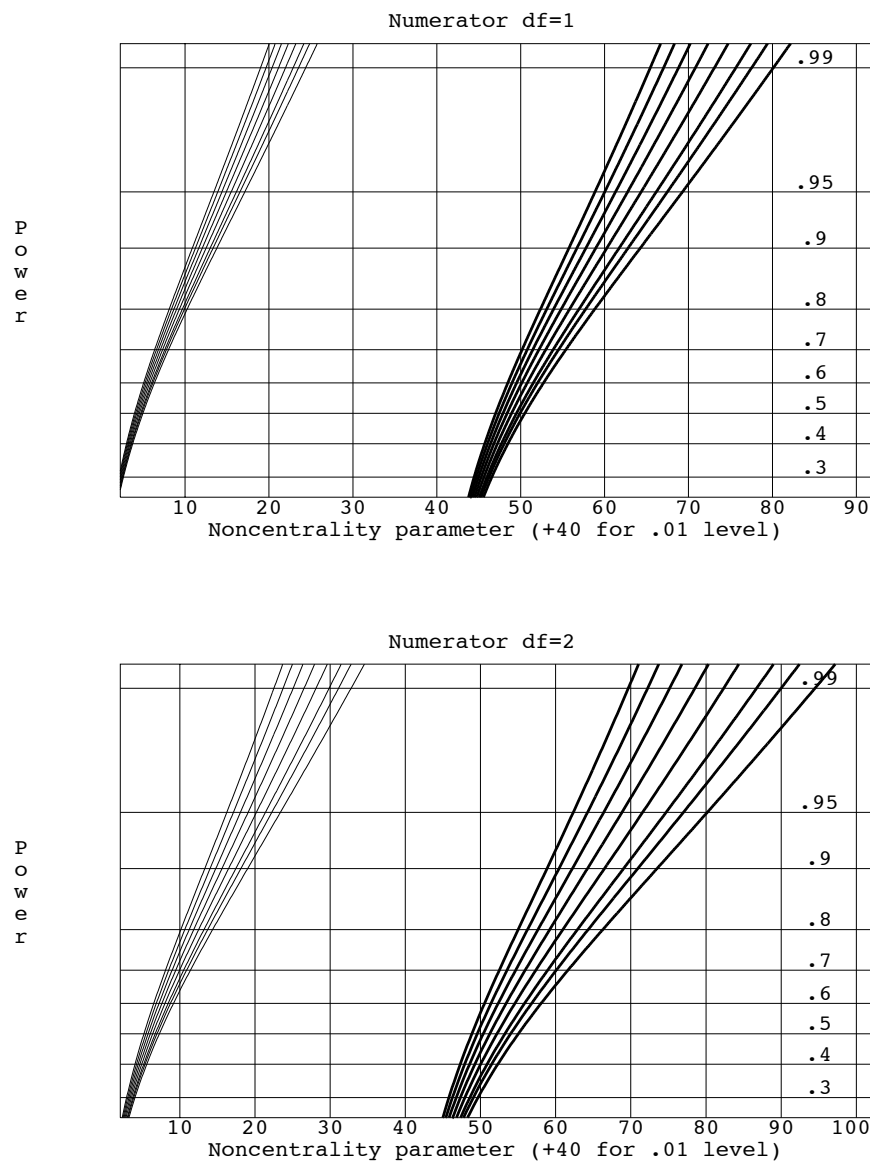 Numerator df=1
.99
.95
.9
.8
.7
.6
.5
.4
.3
Power
10 20 30 40 50 60 70 80 90
Noncentrality parameter (+40 for .01 level)
Numerator df=2
.99
.95
.9
.8
.7
.6
.5
.4
.3
Power
10 20 30 40 50 60 70 80 90 100
Noncentrality parameter (+40 for .01 level)